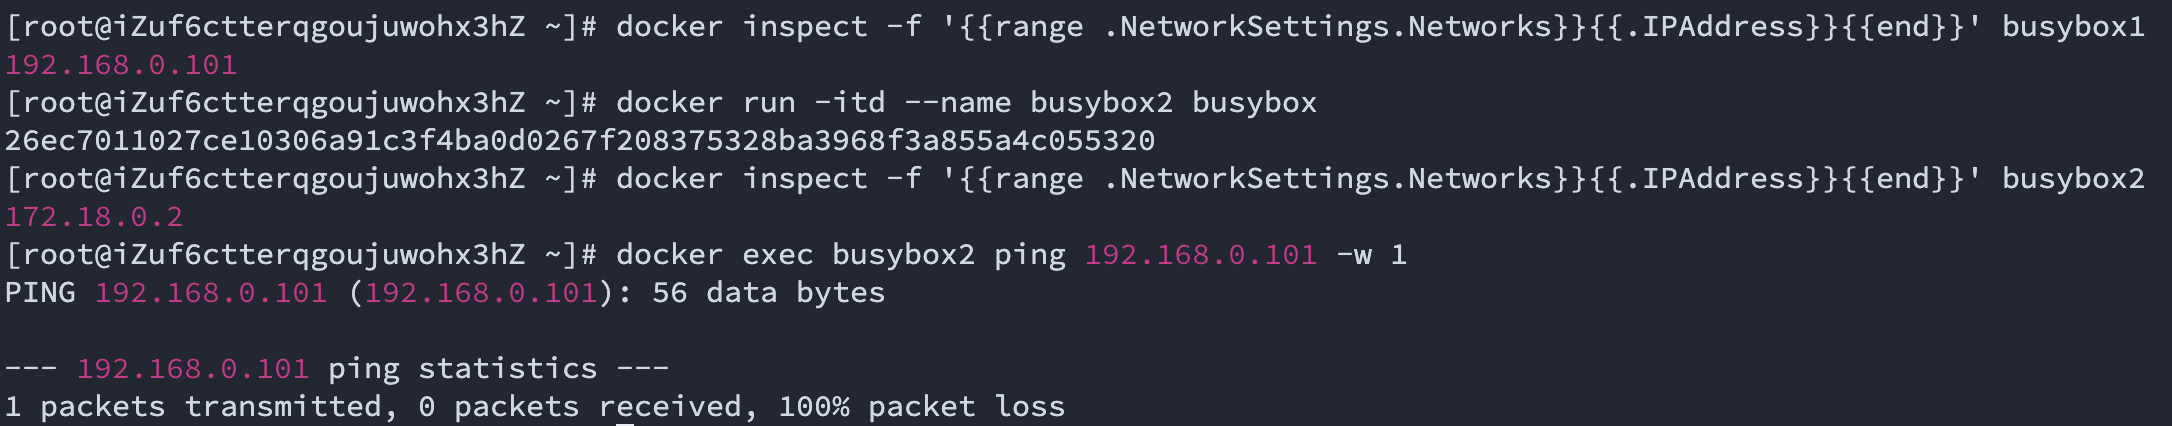 [root@iZuf6ctterqgoujuwohx3hZ ~]# docker inspect -f '{{range .NetworkSettings.Networks}}{{.IPAddress}}{{end}}' busybox1
192.168.0.101
[root@iZuf6ctterqgoujuwohx3hZ ~]# docker run -itd --name busybox2 busybox
26ec7011027ce10306a91c3f4ba0d0267f208375328ba3968f3a855a4c055320
[root@iZuf6ctterqgoujuwohx3hZ ~]# docker inspect -f '{{range .NetworkSettings.Networks}}{{.IPAddress}}{{end}}' busybox2
172.18.0.2
[root@iZuf6ctterqgoujuwohx3hZ ~]# docker exec busybox2 ping 192.168.0.101 -w 1
PING 192.168.0.101 (192.168.0.101): 56 data bytes
--- 192.168.0.101 ping statistics ---
1 packets transmitted, 0 packets received, 100% packet loss